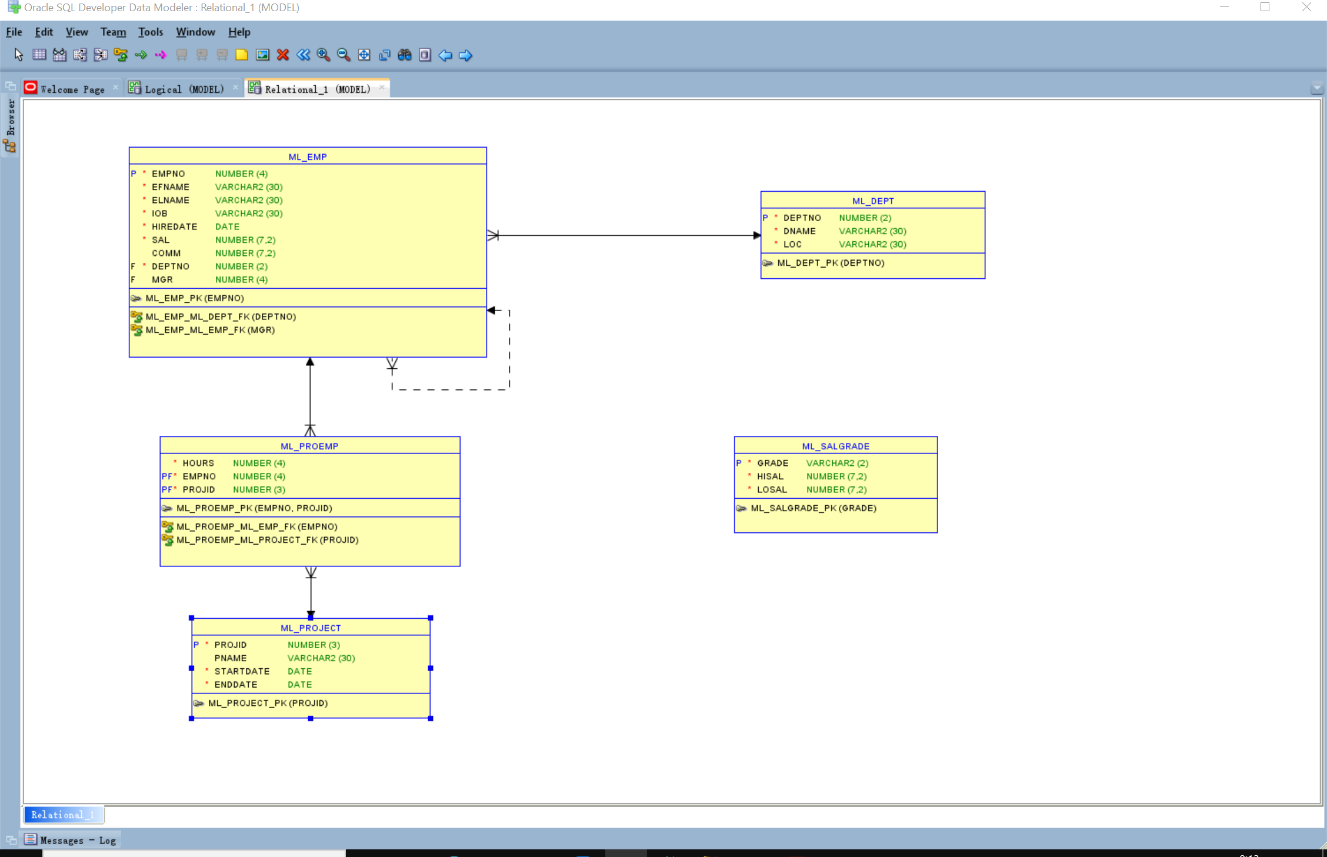 Oracle SQL Developer Data Modeler : Relational_1 (MODEL)
File Edit View Team Tools Window Help
Welcome Page Logical (MODEL) Relational_1 (MODEL)
Browser
ML_EMP
P * EMPNO NUMBER (4)
* EFNAME VARCHAR2 (30)
* ELNAME VARCHAR2 (30)
* IOB VARCHAR2 (30)
* HIREDATE DATE
* SAL NUMBER (7,2)
COMM NUMBER (7,2)
F * DEPTNO NUMBER (2)
F MGR NUMBER (4)
ML_EMP_PK (EMPNO)
ML_EMP_ML_DEPT_FK (DEPTNO)
ML_EMP_ML_EMP_FK (MGR)
ML_DEPT
P * DEPTNO NUMBER (2)
* DNAME VARCHAR2 (30)
* LOC VARCHAR2 (30)
ML_DEPT_PK (DEPTNO)
ML_PROEMP
* HOURS NUMBER (4)
PF* EMPNO NUMBER (4)
PF* PROJID NUMBER (3)
ML_PROEMP_PK (EMPNO, PROJID)
ML_PROEMP_ML_EMP_FK (EMPNO)
ML_PROEMP_ML_PROJECT_FK (PROJID)
ML_SALGRADE
P * GRADE VARCHAR2 (2)
* HISAL NUMBER (7,2)
* LOSAL NUMBER (7,2)
ML_SALGRADE_PK (GRADE)
ML_PROJECT
P * PROJID NUMBER (3)
PNAME VARCHAR2 (30)
* STARTDATE DATE
* ENDDATE DATE
ML_PROJECT_PK (PROJID)
Relational_1
Messages - Log